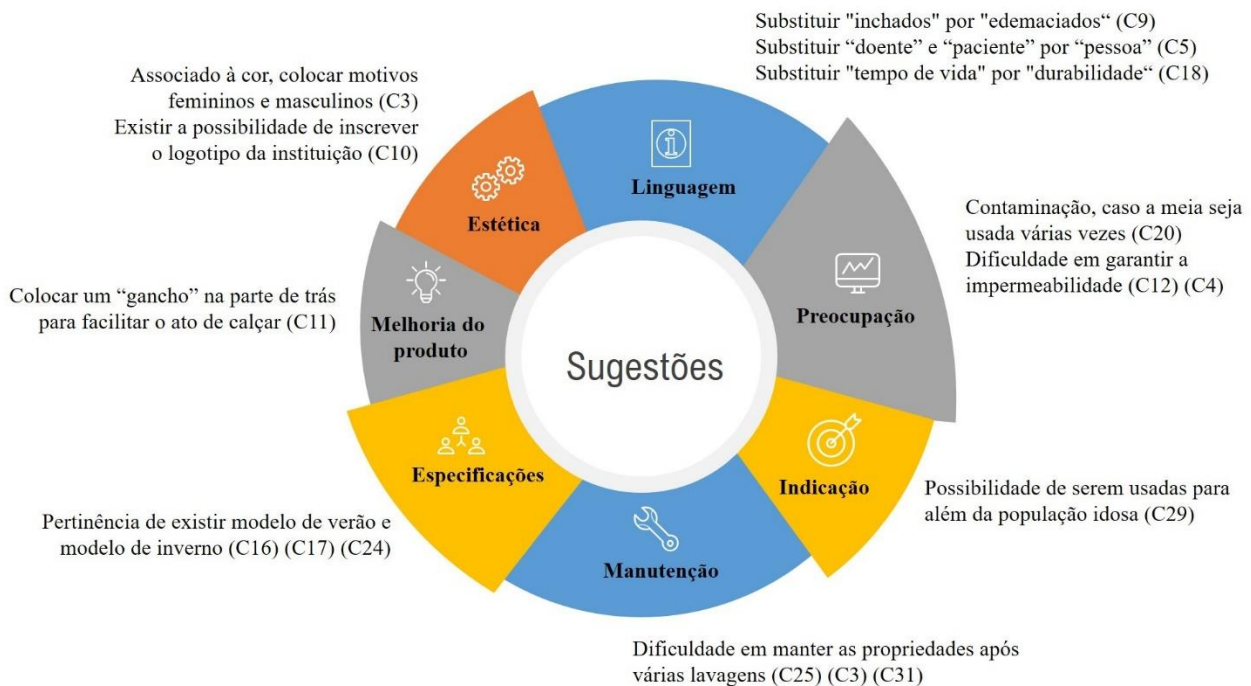 Substituir "inchados" por "edemaciados“ (C9)
Substituir “doente” e “paciente” por “pessoa” (C5)
Substituir "tempo de vida" por "durabilidade“ (C18)
Linguagem
Contaminação, caso a meia seja
usada várias vezes (C20)
Dificuldade em garantir a
impermeabilidade (C12) (C4)
Preocupação
Possibilidade de serem usadas para
além da população idosa (C29)
Indicação
Dificuldade em manter as propriedades após
várias lavagens (C25) (C3) (C31)
Manutenção
Pertinência de existir modelo de verão e
modelo de inverno (C16) (C17) (C24)
Especificações
Colocar um “gancho” na parte de trás
para facilitar o ato de calçar (C11)
Melhoria do
produto
Associado à cor, colocar motivos
femininos e masculinos (C3)
Existir a possibilidade de inscrever
o logotipo da instituição (C10)
Estética
Sugestões